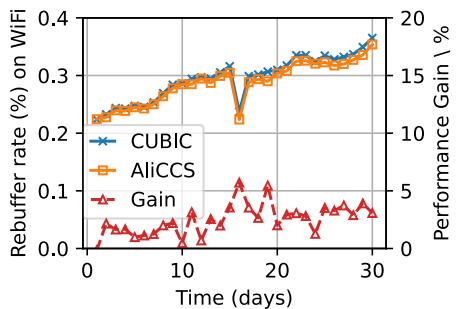 Rebuffer rate (%) on WiFi
0.4
0.3
0.2
0.1
0.0
CUBIC
AliCCS
Gain
20
15
10
5
0
Performance Gain \ %
0
10
20
30
Time (days)